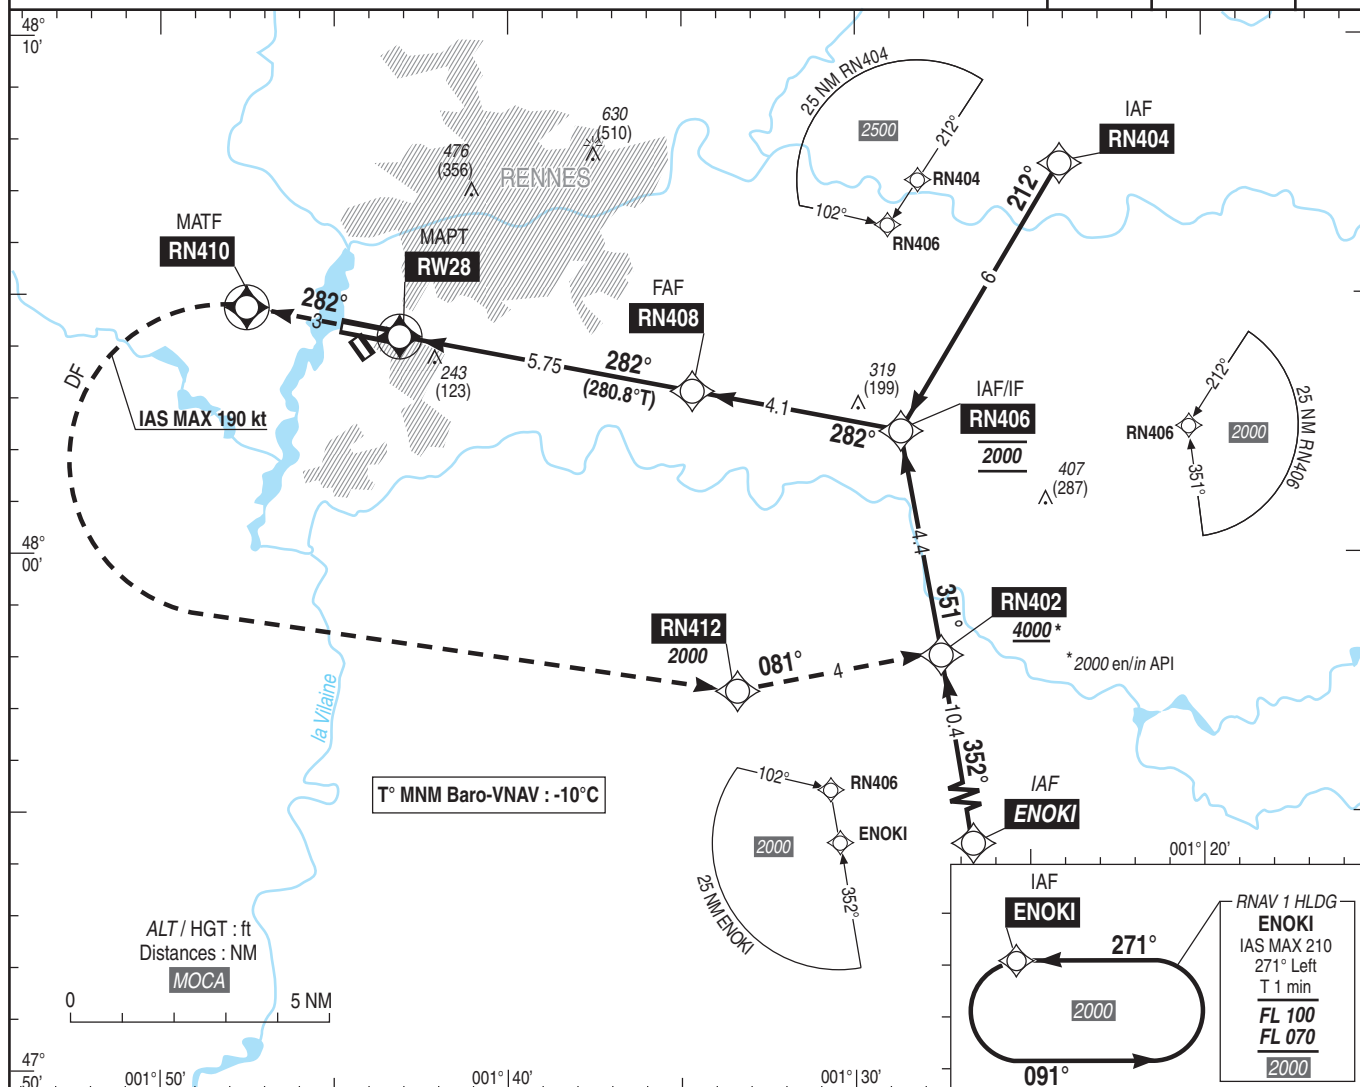 48°
10'
25 NM RN404
2500
212°
RN404
102°
RN406
IAF
RN404
212°
6
630
(510)
476
(356)
RENNES
MATF
RN410
MAPT
RW28
282°
3
FAF
RN408
5.75
282°
(280.8°T)
4.1
282°
319
(199)
IAF/IF
RN406
2000
243
(123)
DF
IAS MAX 190 kt
407
(287)
212°
RN406
2000
351°
25 NM RN406
48°
00'
4.4
351°
RN402
4000 *
* 2000 en/in API
RN412
2000
081°
4
10.4
352°
la Vilaine
T° MNM Baro-VNAV : -10°C
102°
RN406
ENOKI
2000
352°
25 NM ENOKI
IAF
ENOKI
001° 20'
IAF
ENOKI
271°
2000
091°
RNAV 1 HLDG
ENOKI
IAS MAX 210
271° Left
T 1 min
FL 100
FL 070
2000
ALT / HGT : ft
Distances : NM
MOCA
0 5 NM
47°
50'
001° 50'
001° 40'
001° 30'